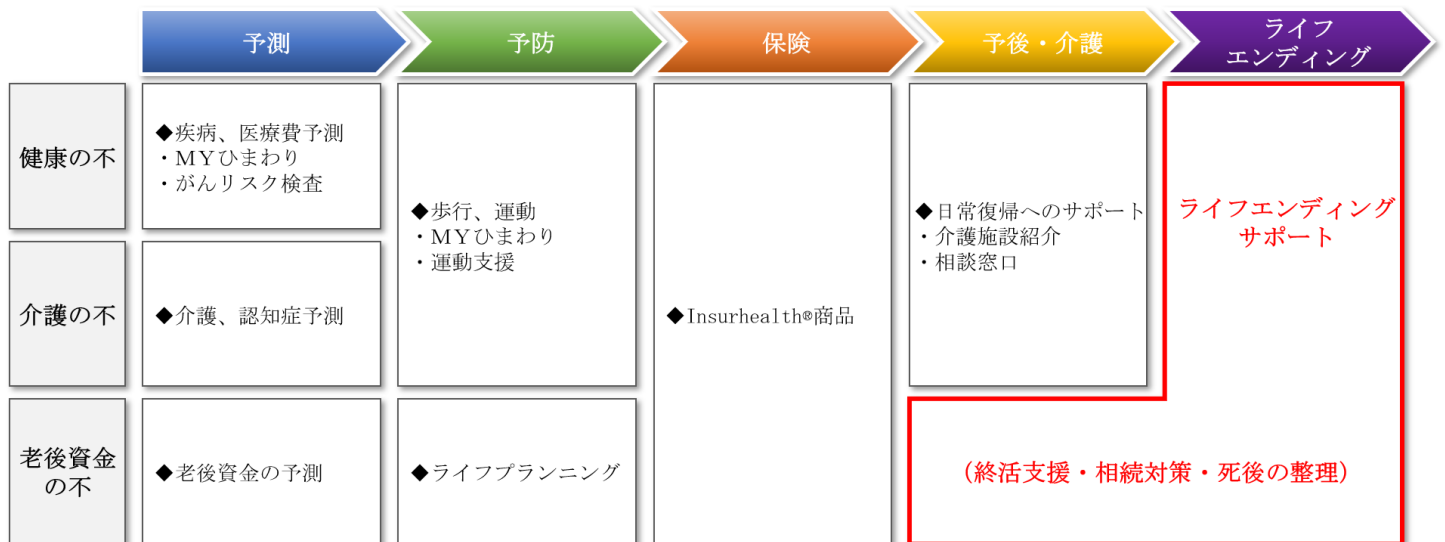 予測
予防
保険
予後・介護
ライフ
エンディング
健康の不
◆疾病、医療費予測
・ＭＹひまわり
・がんリスク検査
◆歩行、運動
・ＭＹひまわり
・運動支援
◆日常復帰へのサポート
・介護施設紹介
・相談窓口
ライフエンディング
サポート
介護の不
◆介護、認知症予測
◆Insurhealth®商品
老後資金
の不
◆老後資金の予測
◆ライフプランニング
（終活支援・相続対策・死後の整理）